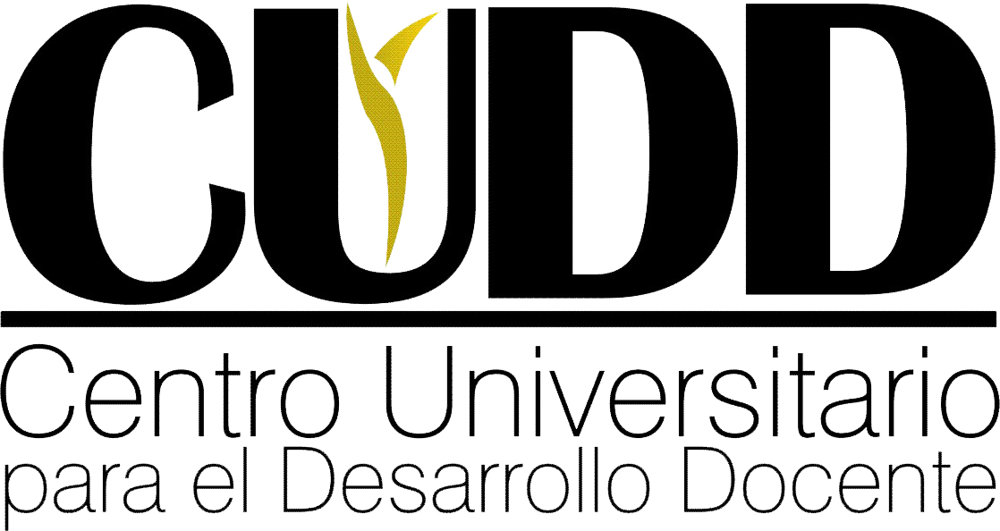 CUDD
Centro Universitario
para el Desarrollo Docente